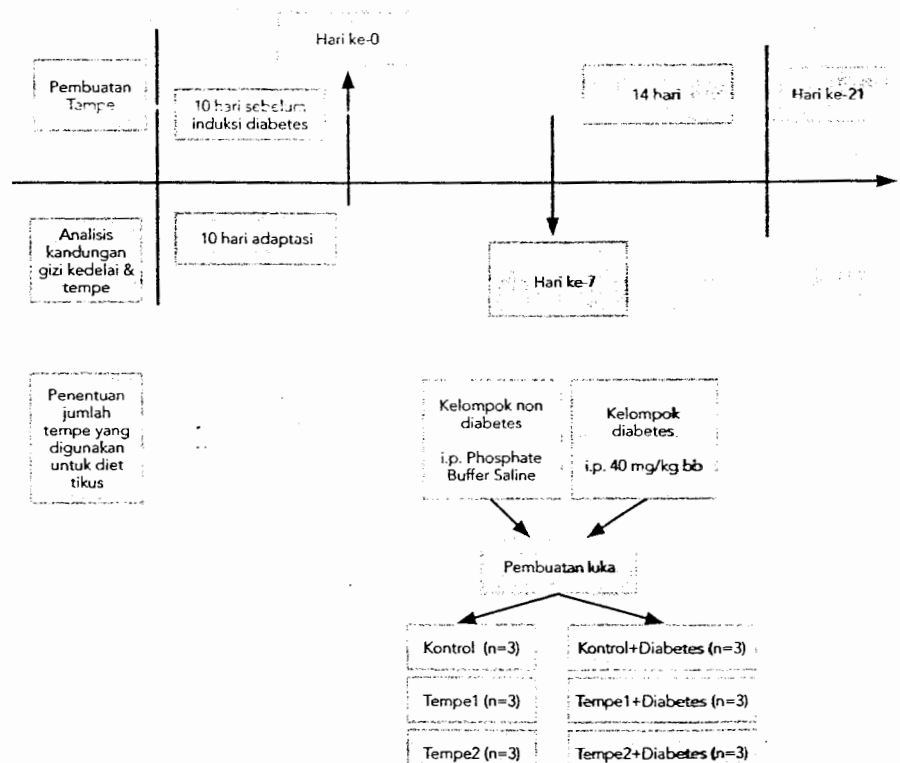 Hari ke-0
Pembuatan
Tempe
10 hari sebelum
induksi diabetes
14 hari
Hari ke-21
Analisis
kandungan
gizi kedelai &
tempe
10 hari adaptasi
Hari ke-7
Penentuan
jumlah
tempe yang
digunakan
untuk diet
tikus
Kelompok non
diabetes
i.p. Phosphate
Buffer Saline
Kelompok
diabetes
i.p. 40 mg/kg bb
Pembuatan luka
Kontrol (n=3)
Kontrol+Diabetes (n=3)
Tempe1 (n=3)
Tempe1+Diabetes (n=3)
Tempe2 (n=3)
Tempe2+Diabetes (n=3)